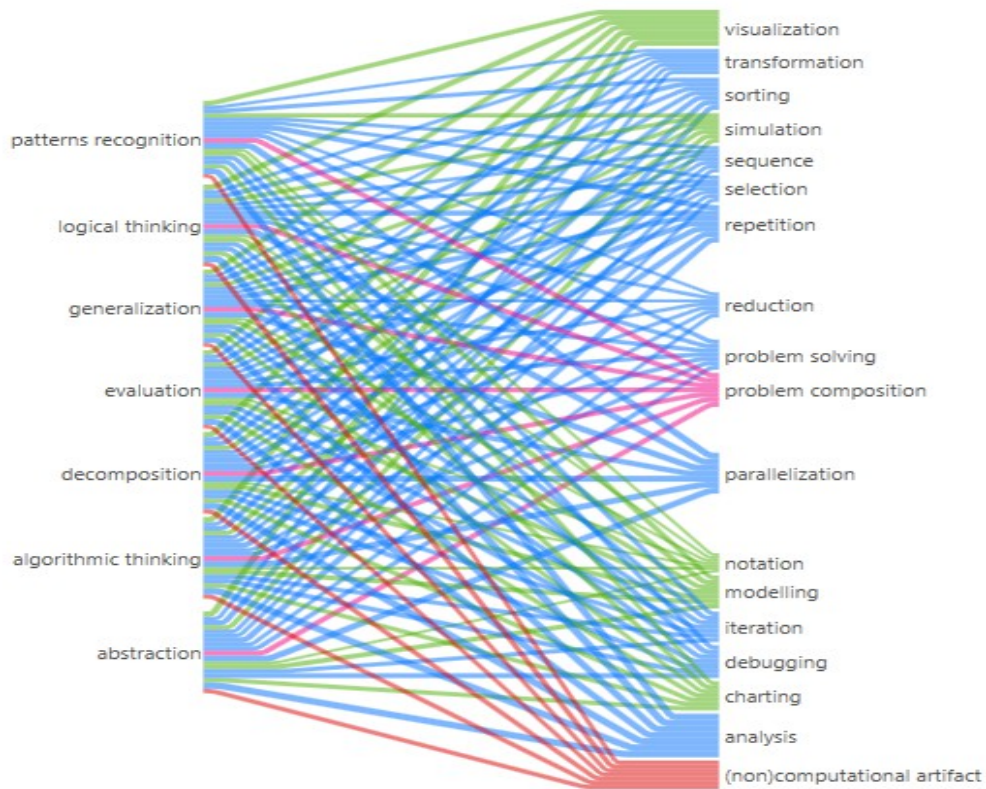 patterns recognition
logical thinking
generalization
evaluation
decomposition
algorithmic thinking
abstraction
visualization
transformation
sorting
simulation
sequence
selection
repetition
reduction
problem solving
problem composition
parallelization
notation
modelling
iteration
debugging
charting
analysis
(non)computational artifact